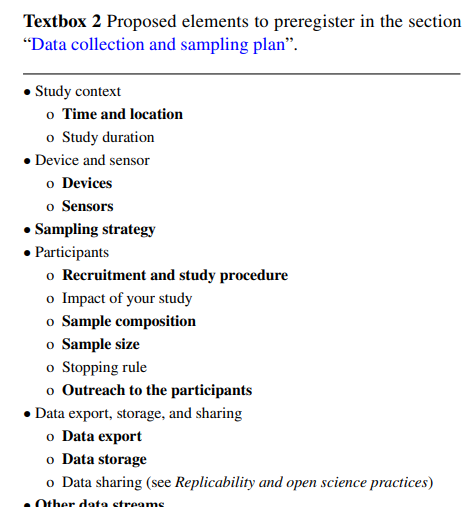 Textbox 2 Proposed elements to preregister in the section
“Data collection and sampling plan”.
● Study context
o Time and location
o Study duration
● Device and sensor
o Devices
o Sensors
● Sampling strategy
● Participants
o Recruitment and study procedure
o Impact of your study
o Sample composition
o Sample size
o Stopping rule
o Outreach to the participants
● Data export, storage, and sharing
o Data export
o Data storage
o Data sharing (see Replicability and open science practices)
● Other data streams